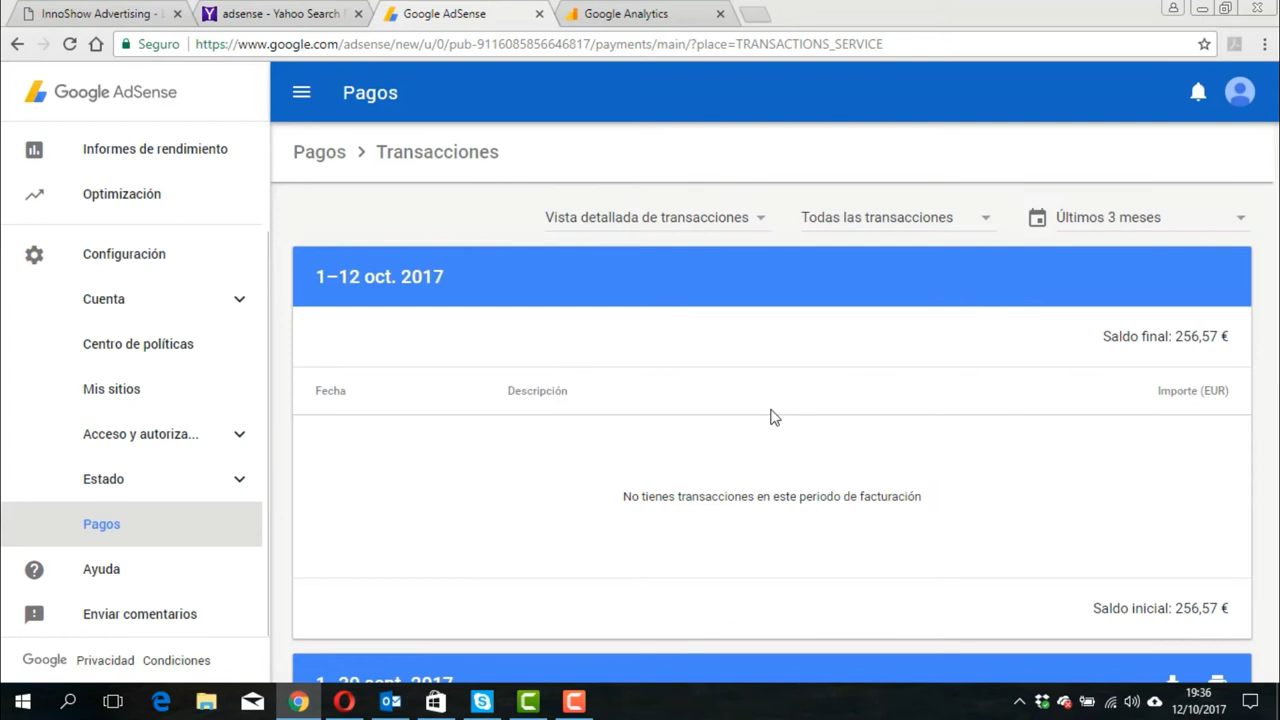 InnoShow Advertising -
adsense - Yahoo Search
Google AdSense
Google Analytics
Seguro
https://www.google.com/adsense/new/u/0/pub-9116085856646817/payments/main/?place=TRANSACTIONS_SERVICE
Google AdSense
Pagos
Informes de rendimiento
Optimización
Configuración
Cuenta
Centro de políticas
Mis sitios
Acceso y autoriza...
Estado
Pagos
Ayuda
Enviar comentarios
Google Privacidad Condiciones
Pagos > Transacciones
Vista detallada de transacciones
Todas las transacciones
Últimos 3 meses
1–12 oct. 2017
Saldo final: 256,57 €
Fecha Descripción Importe (EUR)
No tienes transacciones en este periodo de facturación
Saldo inicial: 256,57 €
1–30 sept. 2017
19:36
12/10/2017